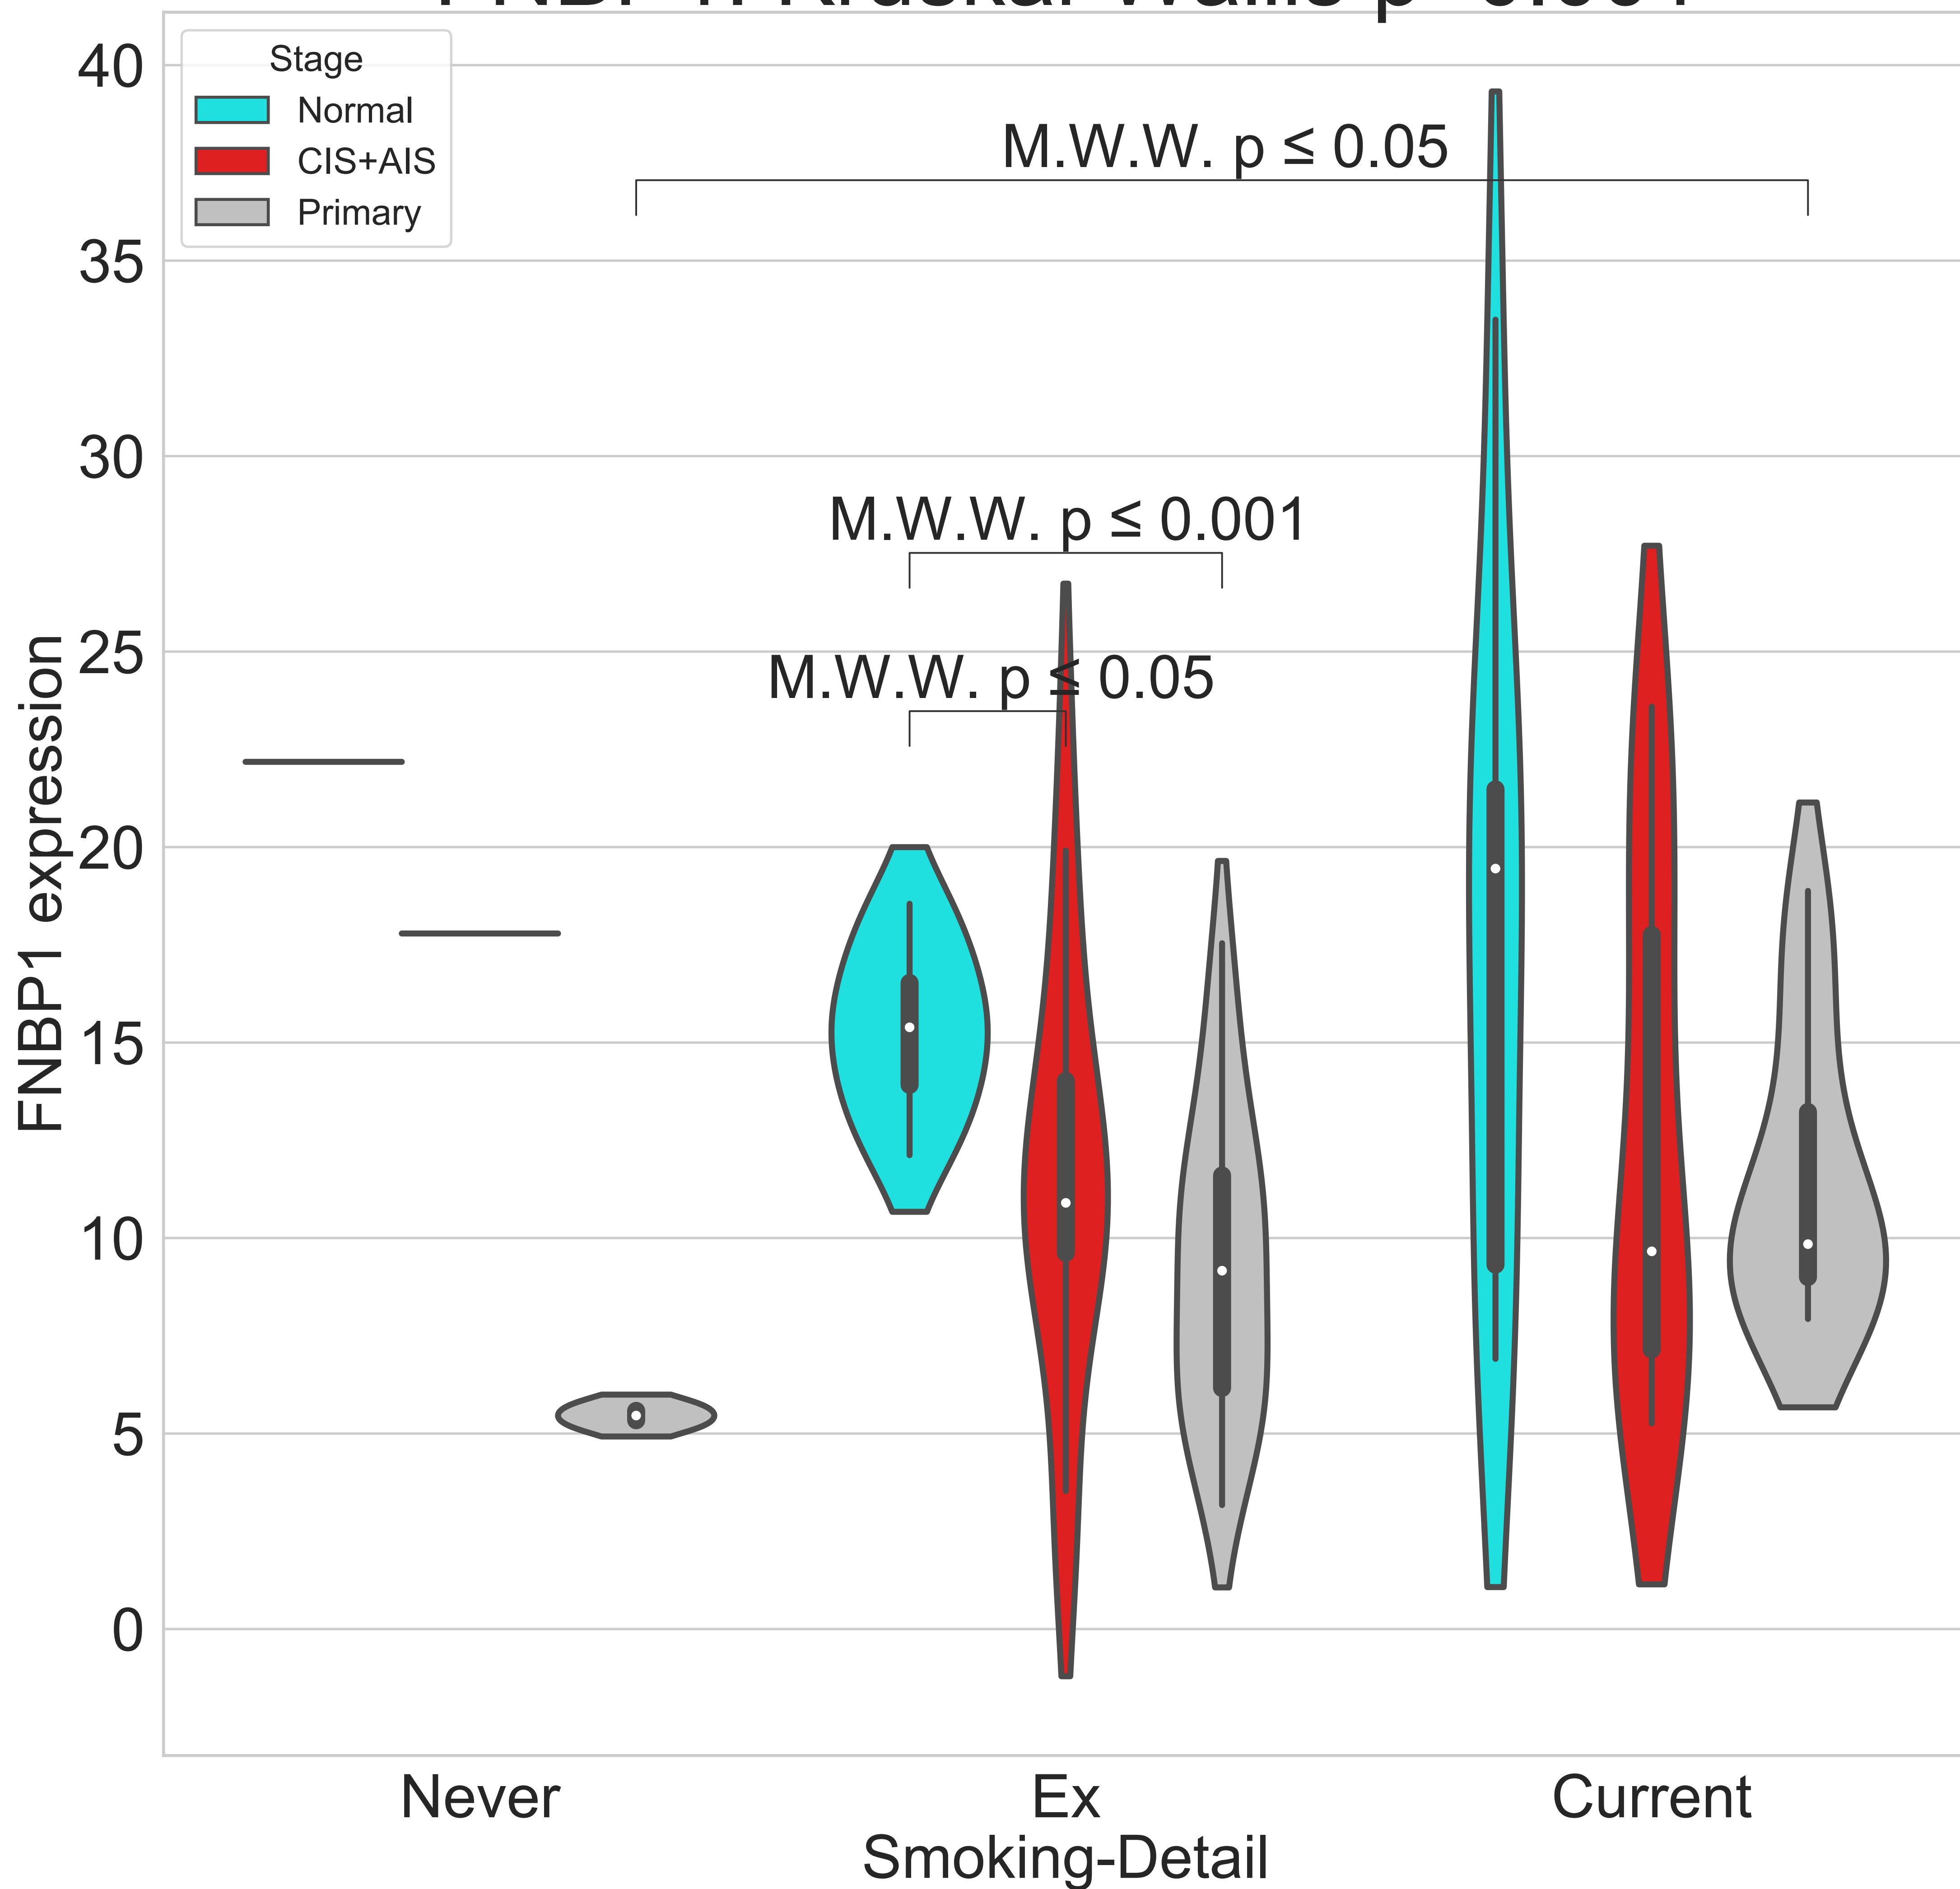 Stage
Normal
CIS+AIS
Primary
M.W.W. p ≤ 0.05
M.W.W. p ≤ 0.001
M.W.W. p ≤ 0.05
40
35
30
25
20
15
10
5
0
FNBP1 expression
Never
Ex
Current
Smoking-Detail